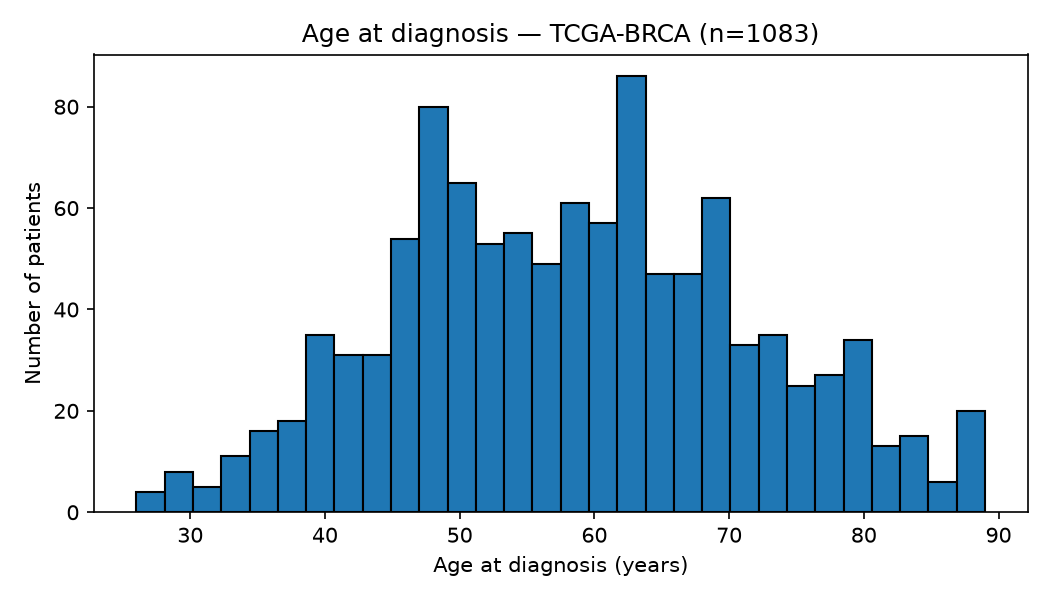 Age at diagnosis — TCGA-BRCA (n=1083)
Number of patients
80
60
40
20
0
30 40 50 60 70 80 90
Age at diagnosis (years)